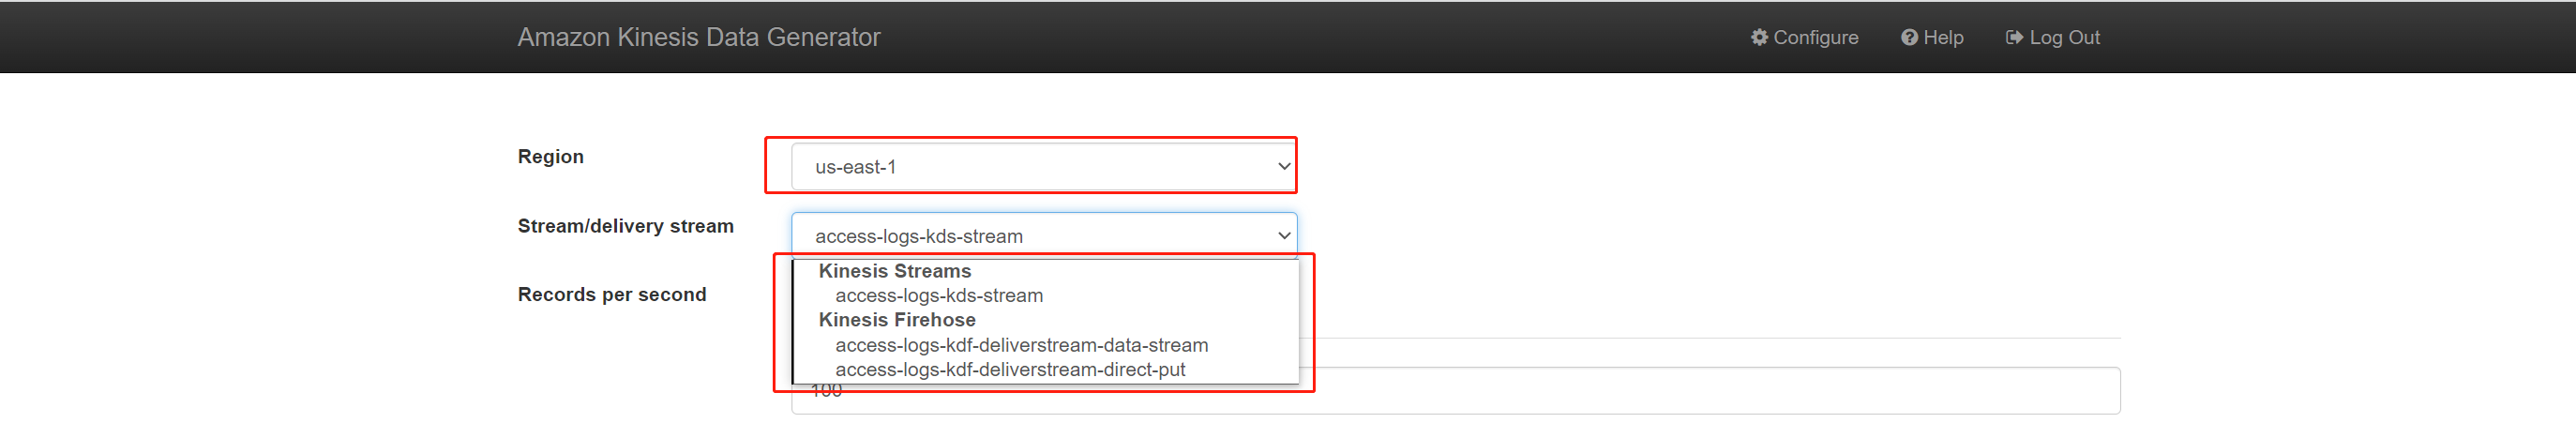 Amazon Kinesis Data Generator Configure Help Log Out
Region us-east-1
Stream/delivery stream access-logs-kds-stream
Kinesis Streams
Records per second access-logs-kds-stream
Kinesis Firehose
access-logs-kdf-deliverstream-data-stream
access-logs-kdf-deliverstream-direct-put
100